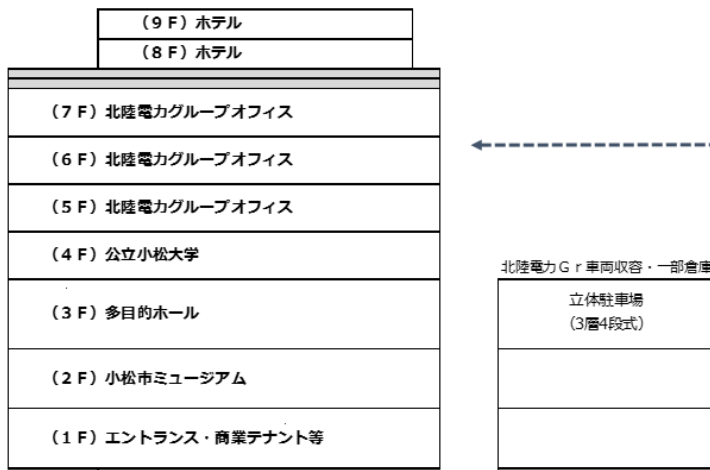 (9F) ホテル
(8F) ホテル
(7F) 北陸電力グループオフィス
(6F) 北陸電力グループオフィス
(5F) 北陸電力グループオフィス
(4F) 公立小松大学
(3F) 多目的ホール
(2F) 小松市ミュージアム
(1F) エントランス・商業テナント等
北陸電力Gr車両収容・一部倉庫
立体駐車場
(3層4段式)